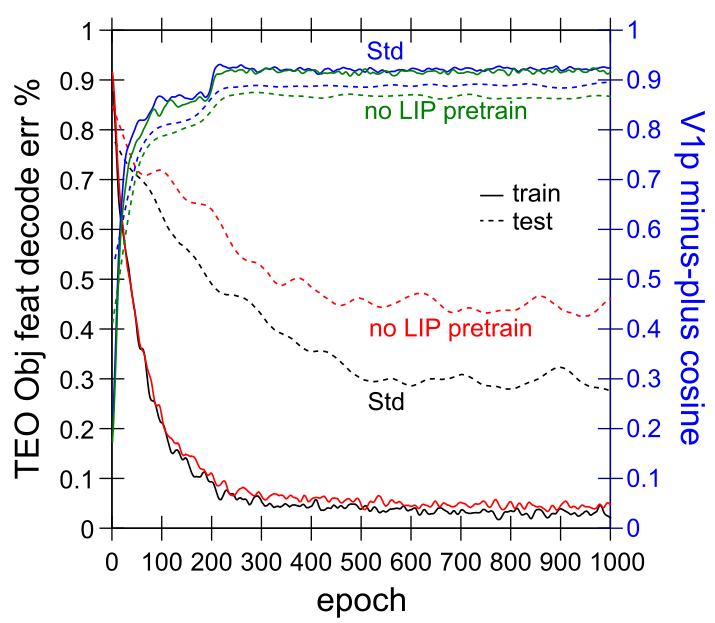 1
0.9
0.8
0.7
0.6
0.5
0.4
0.3
0.2
0.1
0
TEO Obj feat decode err %
Std
no LIP pretrain
train
test
no LIP pretrain
Std
1
0.9
0.8
0.7
0.6
0.5
0.4
0.3
0.2
0.1
0
V1p minus-plus cosine
0 100 200 300 400 500 600 700 800 900 1000
epoch